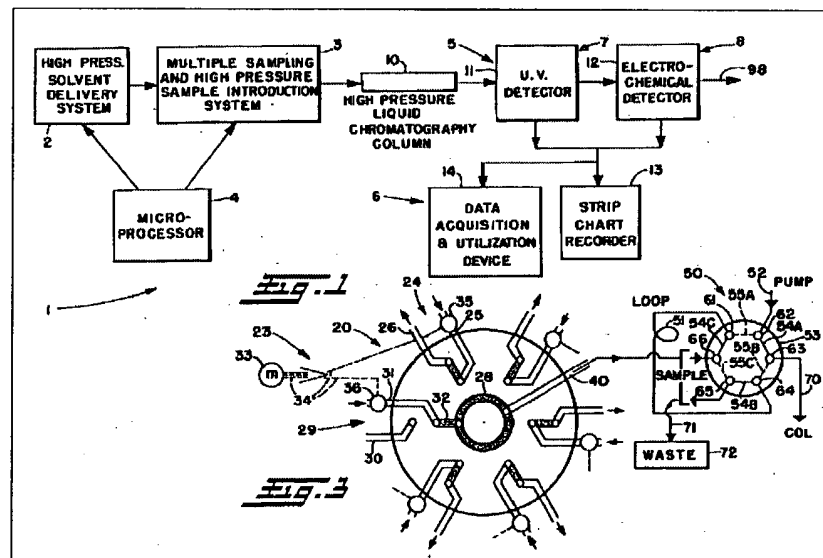 HIGH PRESS.
SOLVENT
DELIVERY
SYSTEM
2
3
MULTIPLE SAMPLING
AND HIGH PRESSURE
SAMPLE INTRODUCTION
SYSTEM
10
HIGH PRESSURE
LIQUID
CHROMATOGRAPHY
COLUMN
5
11
7
U.V.
DETECTOR
12
8
ELECTRO-
CHEMICAL
DETECTOR
98
4
MICRO-
PROCESSOR
6
14
DATA
ACQUISITION
& UTILIZATION
DEVICE
13
STRIP
CHART
RECORDER
1
Fig. 1
24
35
26
25
20
23
33
m
34
31
36
32
28
29
30
40
Fig. 3
50
52
PUMP
LOOP
61
55A
62
54A
54C
51
53
55B
66
63
55C
SAMPLE
64
65
54B
70
71
COL
WASTE
72